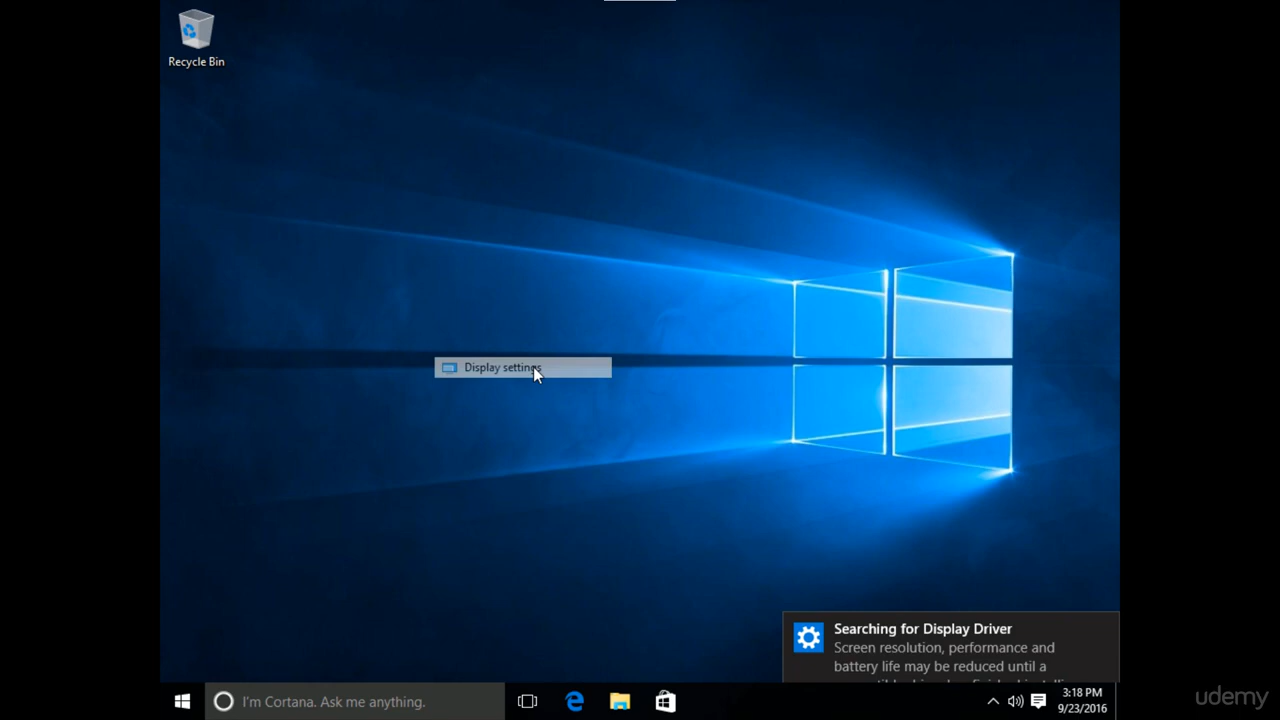 Recycle Bin
Display settings
Searching for Display Driver
Screen resolution, performance and
battery life may be reduced until a
I'm Cortana. Ask me anything.
3:18 PM
9/23/2016
udemy